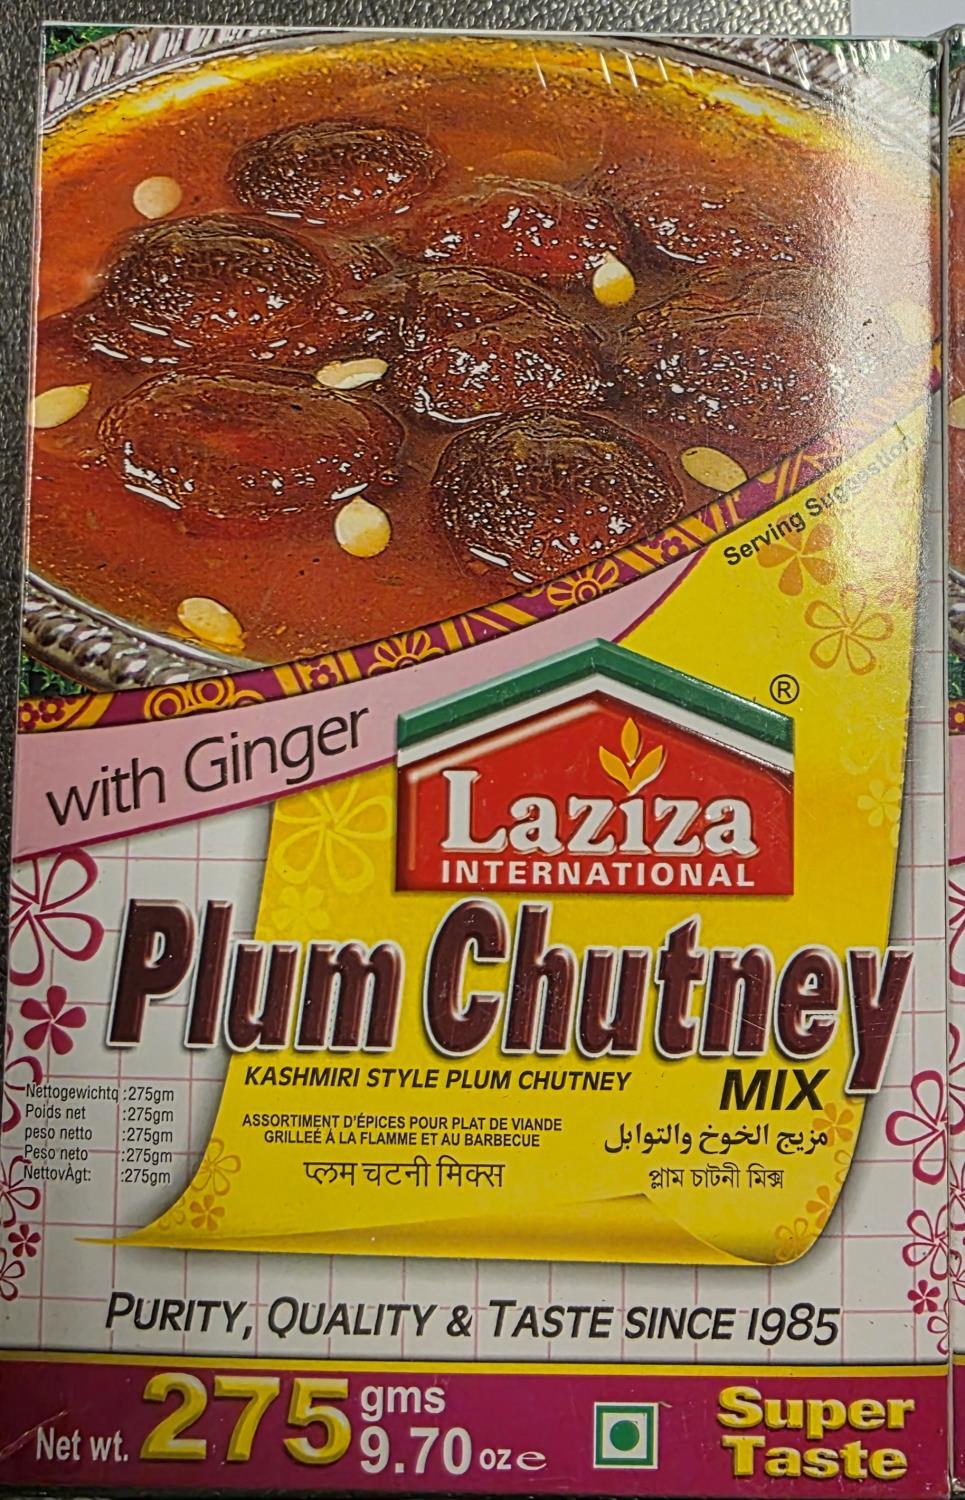 Serving Suggestion
with Ginger
®
Laziza
INTERNATIONAL
Plum Chutney
MIX
KASHMIRI STYLE PLUM CHUTNEY
ASSORTIMENT D'ÉPICES POUR PLAT DE VIANDE
GRILLEÉ À LA FLAMME ET AU BARBECUE
مزيج الخوخ والتوابل
प्लम चटनी मिक्स
প্লাম চাটনী মিক্স
Nettogewichtq :275gm
Poids net :275gm
peso netto :275gm
Peso neto :275gm
NettovÀgt: :275gm
PURITY, QUALITY & TASTE SINCE 1985
Net wt. 275 gms
9.70 oz e
Super
Taste